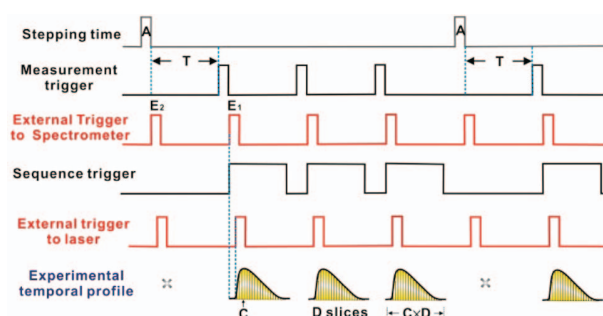 Stepping time
A
A
T
T
Measurement
trigger
E2
E1
External Trigger
to Spectrometer
Sequence trigger
External trigger
to laser
Experimental
temporal profile
C
D slices
C×D